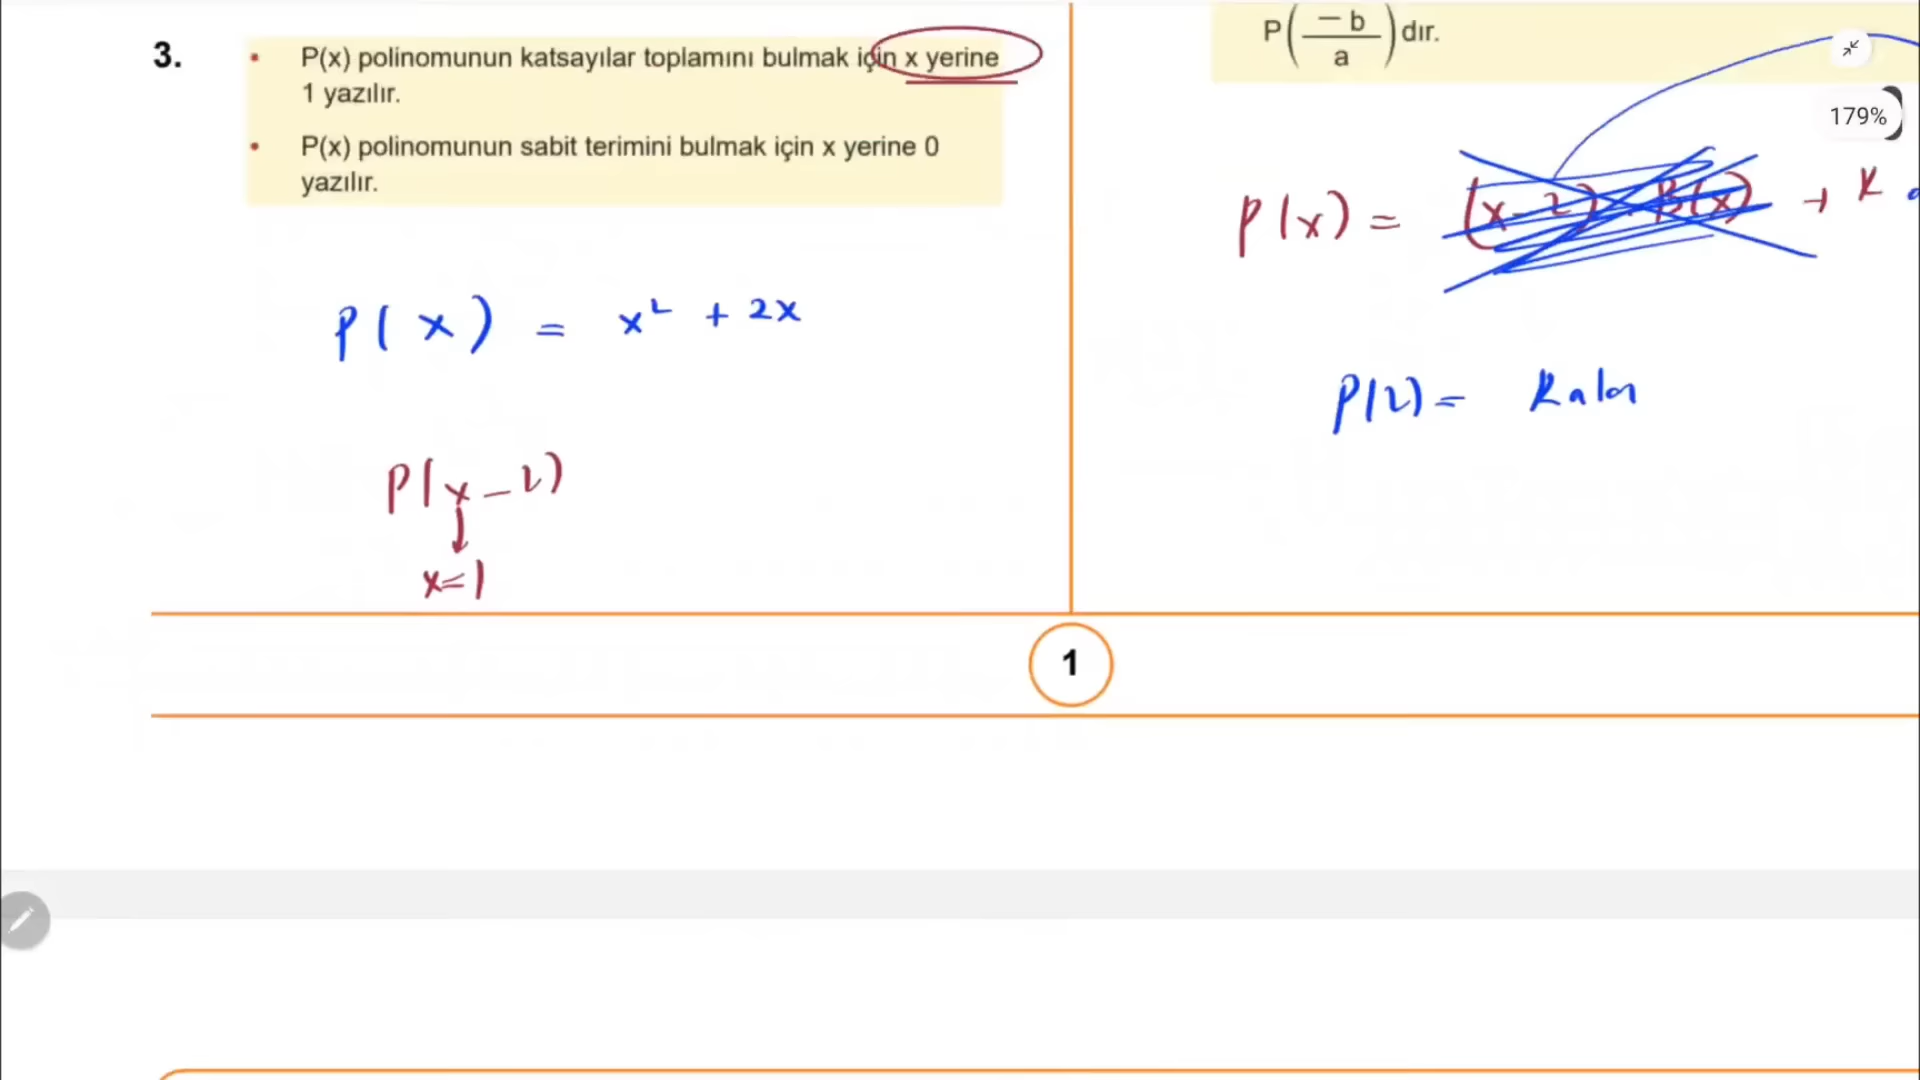 3.
• P(x) polinomunun katsayılar toplamını bulmak için x yerine
1 yazılır.
• P(x) polinomunun sabit terimini bulmak için x yerine 0
yazılır.
P(x) = x² + 2x
P(x-2)
x=1
P(-b/a) dır.
179%
P(x) = (x-2) B(x) + K
P(2) = Kalan
1